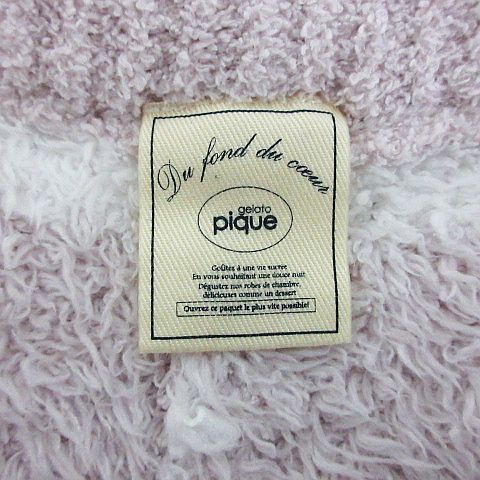 Du fond du cœur
gelato
pique
Goûtez à une vie sucrée
En vous souhaitant une douce nuit
Dégustez nos robes de chambre,
délicieuses comme un dessert
Ouvrez ce paquet le plus vite possible!